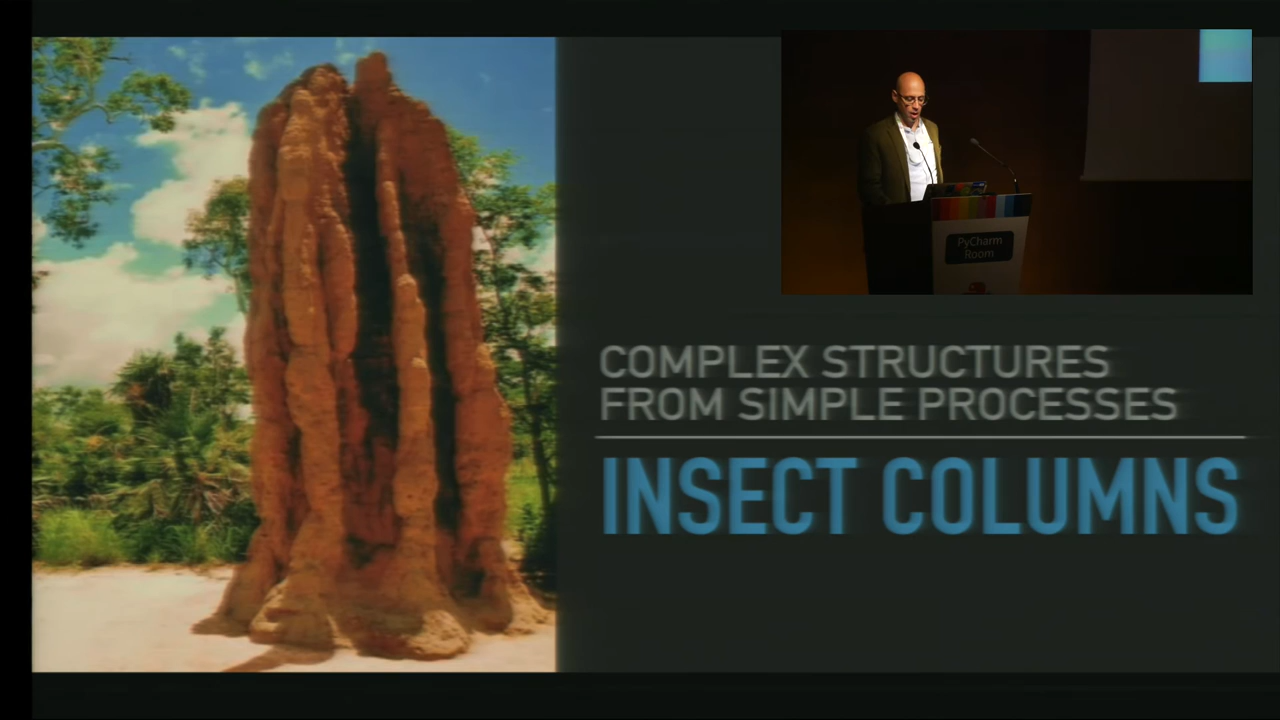 PyCharm
Room
COMPLEX STRUCTURES
FROM SIMPLE PROCESSES
INSECT COLUMNS